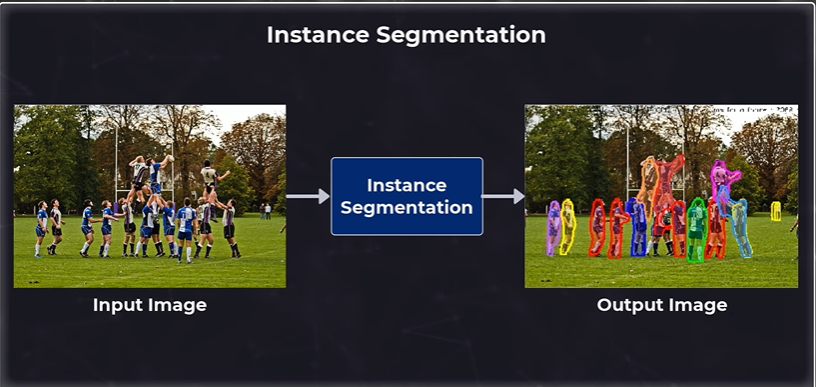 Instance Segmentation
Instance
Segmentation
Input Image
Output Image